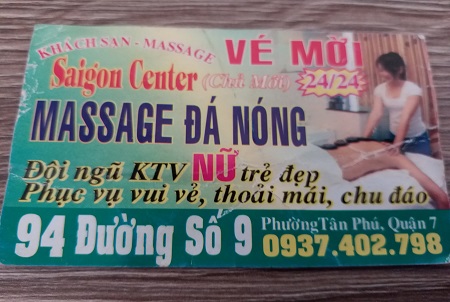 KHÁCH SẠN - MASSAGE VÉ MỜI
Saigon Center (Chủ Mới) 24/24
MASSAGE ĐÁ NÓNG
Đội ngũ KTV NỮ trẻ đẹp
Phục vụ vui vẻ, thoải mái, chu đáo
94 Đường Số 9 Phường Tân Phú, Quận 7
0937.402.798